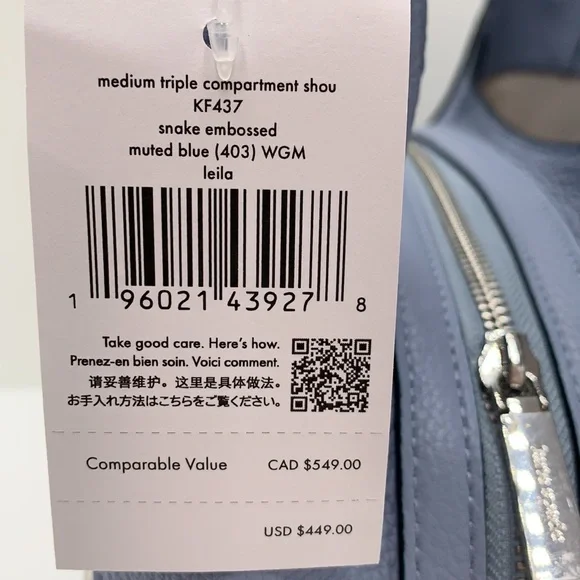 medium triple compartment shou
KF437
snake embossed
muted blue (403) WGM
leila
1 96021 43927 8
Take good care. Here's how.
Prenez-en bien soin. Voici comment.
请妥善维护。这里是具体做法。
お手入れ方法はこちらをご覧ください。
Comparable Value CAD $549.00
USD $449.00